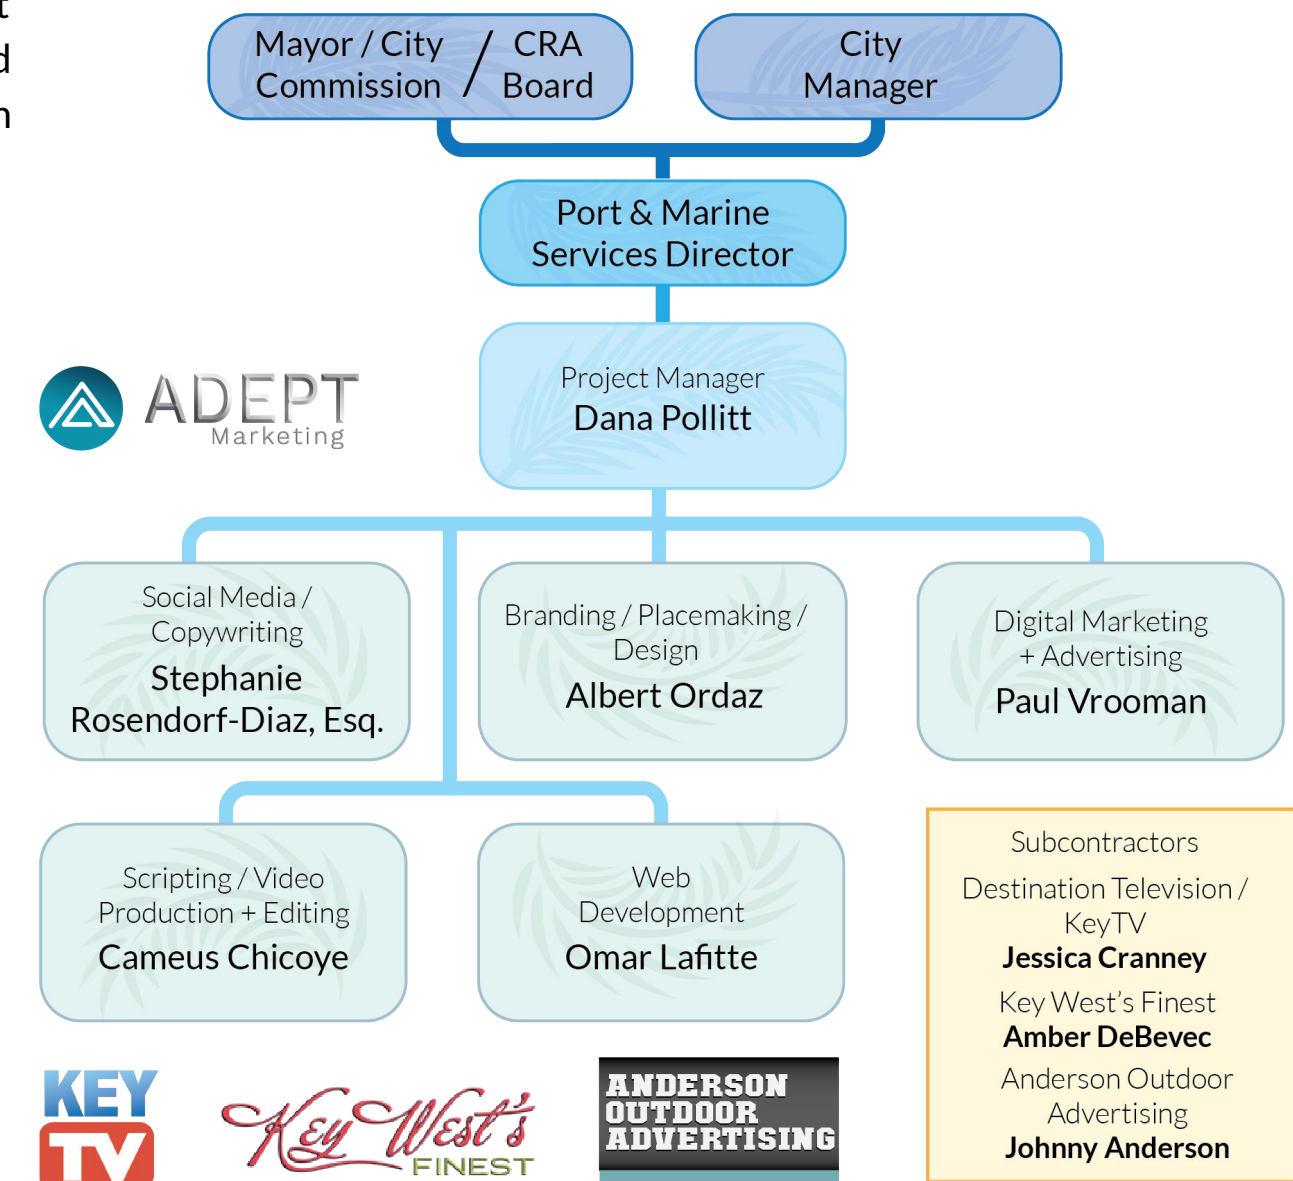 t
d
n
Mayor / City Commission / CRA Board
City
Manager
Port & Marine
Services Director
ADEPT
Marketing
Project Manager
Dana Pollitt
Social Media /
Copywriting
Stephanie
Rosendorf-Diaz, Esq.
Branding / Placemaking /
Design
Albert Ordaz
Digital Marketing
+ Advertising
Paul Vrooman
Scripting / Video
Production + Editing
Cameus Chicoye
Web
Development
Omar Lafitte
Subcontractors
Destination Television /
KeyTV
Jessica Cranney
Key West's Finest
Amber DeBevec
Anderson Outdoor
Advertising
Johnny Anderson
KEY
TV
Key West's
FINEST
ANDERSON
OUTDOOR
ADVERTISING